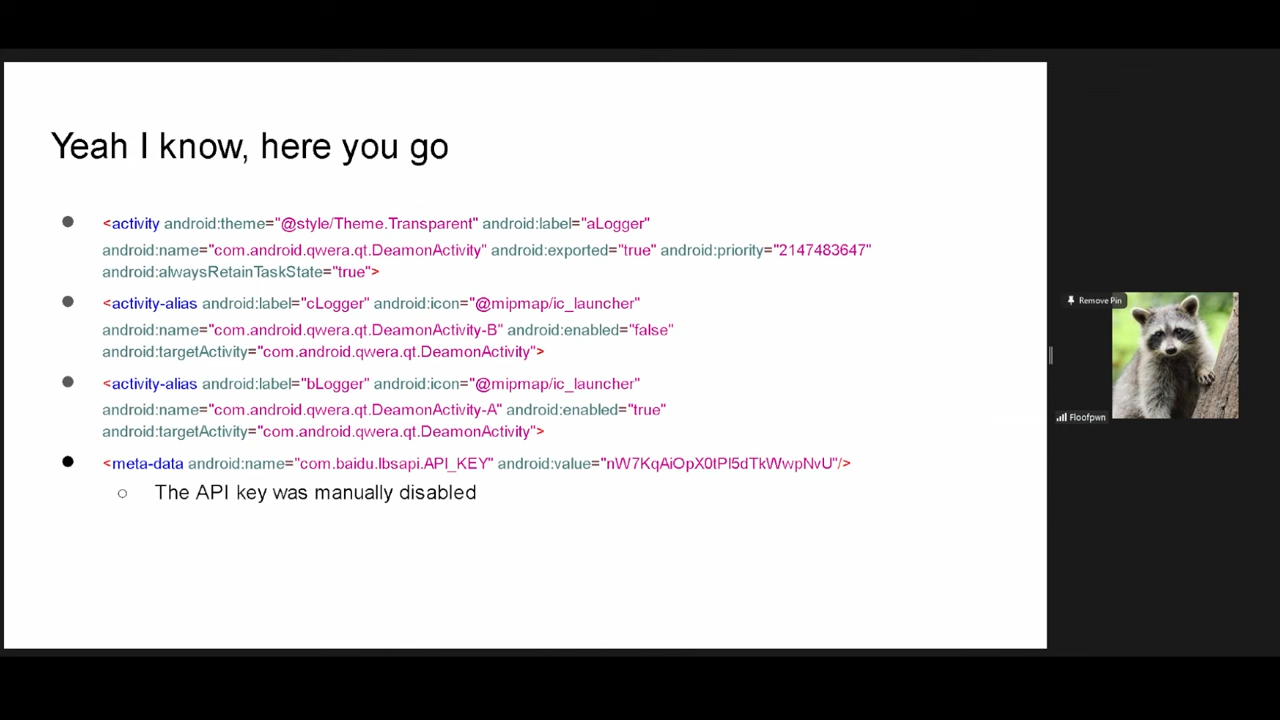 Yeah I know, here you go
● <activity android:theme="@style/Theme.Transparent" android:label="aLogger"
android:name="com.android.qwera.qt.DeamonActivity" android:exported="true" android:priority="2147483647"
android:alwaysRetainTaskState="true">
● <activity-alias android:label="cLogger" android:icon="@mipmap/ic_launcher"
android:name="com.android.qwera.qt.DeamonActivity-B" android:enabled="false"
android:targetActivity="com.android.qwera.qt.DeamonActivity">
● <activity-alias android:label="bLogger" android:icon="@mipmap/ic_launcher"
android:name="com.android.qwera.qt.DeamonActivity-A" android:enabled="true"
android:targetActivity="com.android.qwera.qt.DeamonActivity">
● <meta-data android:name="com.baidu.lbsapi.API_KEY" android:value="nW7KqAiOpX0tPl5dTkWwpNvU"/>
○ The API key was manually disabled
Remove Pin
Floofpwn